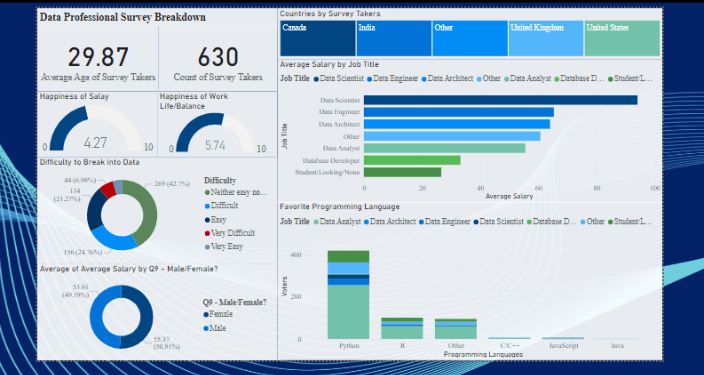 Data Professional Survey Breakdown
29.87
Average Age of Survey Takers
630
Count of Survey Takers
Happiness of Salay
4.27
0
10
Happiness of Work
Life/Balance
5.74
0
10
Difficulty to Break into Data
44 (6.98%)
134
(21.27%)
269 (42.7%)
156 (24.76%)
Difficulty
Neither easy no...
Difficult
Easy
Very Difficult
Very Easy
Average of Average Salary by Q9 - Male/Female?
53.61
(49.19%)
55.37
(50.81%)
Q9 - Male/Female?
Female
Male
Countries by Survey Takers
Canada
India
Other
United Kingdom
United States
Average Salary by Job Title
Job Title Data Scientist Data Engineer Data Architect Other Data Analyst Database D... Student/L...
Job Title
Data Scientist
Data Engineer
Data Architect
Other
Data Analyst
Database Developer
Student/Looking/None
0 20 40 60 80 100
Average Salary
Favorite Programming Language
Job Title Data Analyst Data Architect Data Engineer Data Scientist Database D... Other Student/L...
Voters
400
200
0
Python R Other C/C++ JavaScript Java
Programming Languages